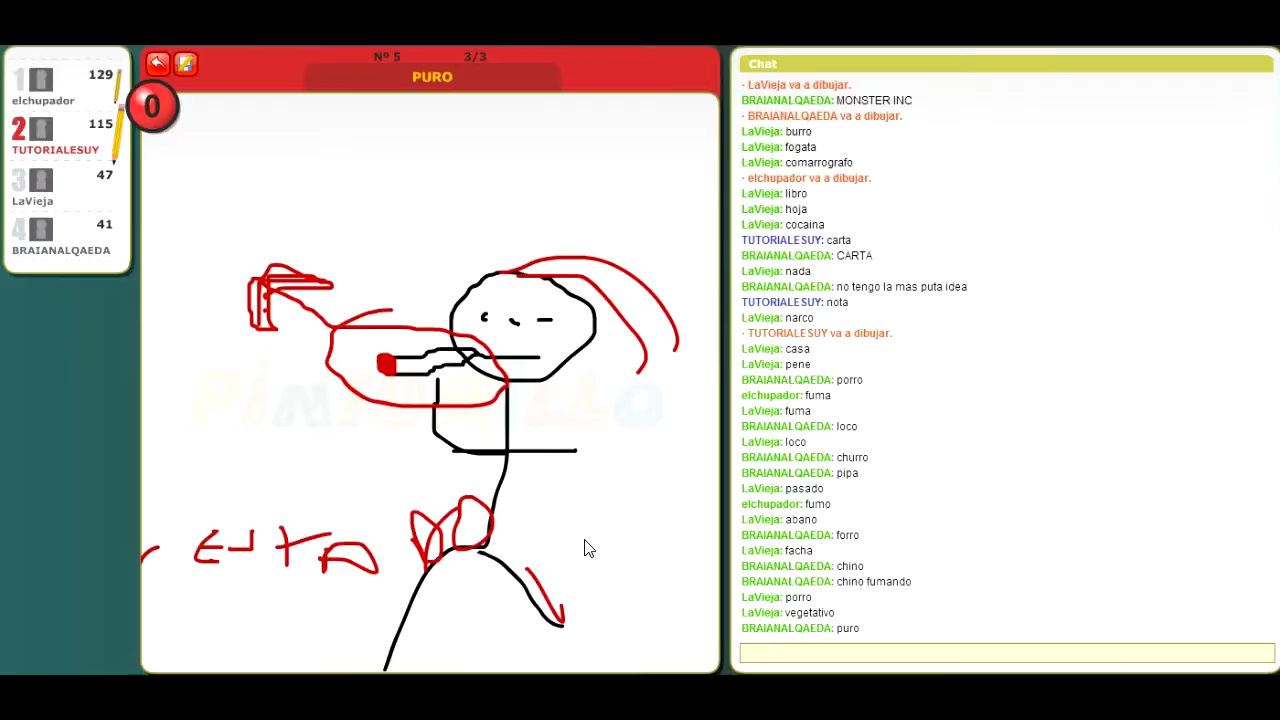 Nº 5 3/3
PURO
0
1 129
elchupador
2 115
TUTORIALESUY
3 47
LaVieja
4 41
BRAIANALQAEDA
PINTURILLO
Chat
· LaVieja va a dibujar.
BRAIANALQAEDA: MONSTER INC
· BRAIANALQAEDA va a dibujar.
LaVieja: burro
LaVieja: fogata
LaVieja: comarrografo
· elchupador va a dibujar.
LaVieja: libro
LaVieja: hoja
LaVieja: cocaina
TUTORIALESUY: carta
BRAIANALQAEDA: CARTA
LaVieja: nada
BRAIANALQAEDA: no tengo la mas puta idea
TUTORIALESUY: nota
LaVieja: narco
· TUTORIALESUY va a dibujar.
LaVieja: casa
LaVieja: pene
BRAIANALQAEDA: porro
elchupador: fuma
LaVieja: fuma
BRAIANALQAEDA: loco
LaVieja: loco
BRAIANALQAEDA: churro
BRAIANALQAEDA: pipa
LaVieja: pasado
elchupador: fumo
LaVieja: abano
BRAIANALQAEDA: forro
LaVieja: facha
BRAIANALQAEDA: chino
BRAIANALQAEDA: chino fumando
LaVieja: porro
LaVieja: vegetativo
BRAIANALQAEDA: puro